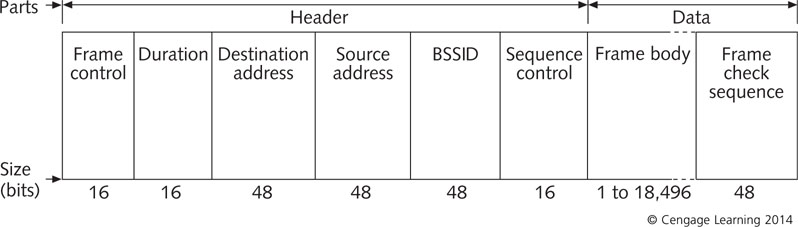 Parts
Header
Data
Frame
control
Duration
Destination
address
Source
address
BSSID
Sequence
control
Frame body
Frame
check
sequence
Size
(bits)
16
16
48
48
48
16
1 to 18,496
48
© Cengage Learning 2014